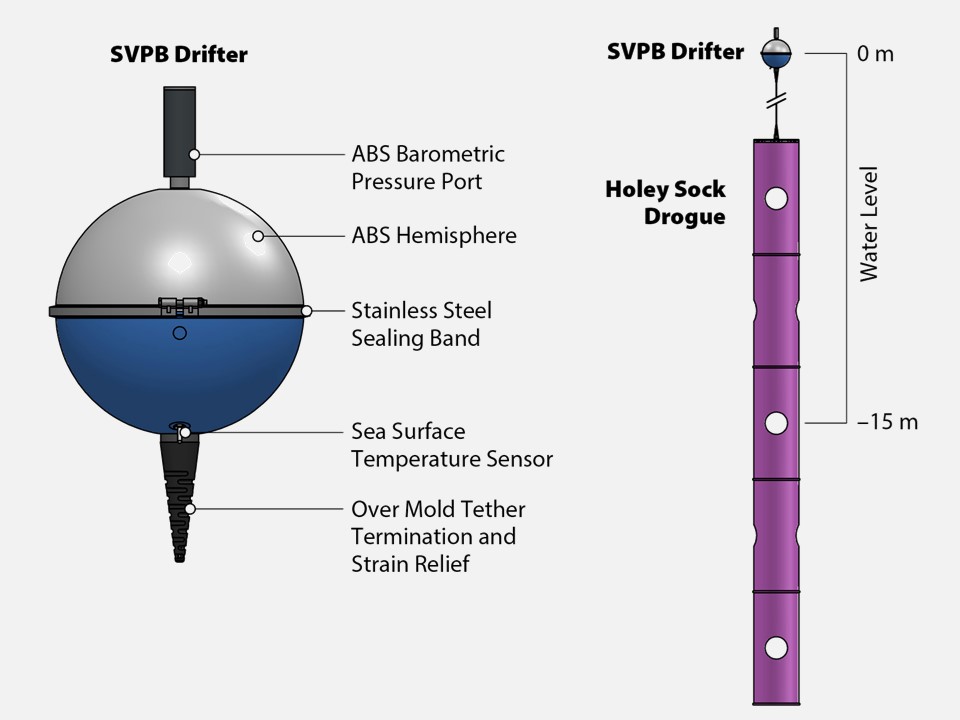 SVPB Drifter
ABS Barometric
Pressure Port
ABS Hemisphere
Stainless Steel
Sealing Band
Sea Surface
Temperature Sensor
Over Mold Tether
Termination and
Strain Relief
SVPB Drifter
0 m
Holey Sock
Drogue
Water Level
–15 m